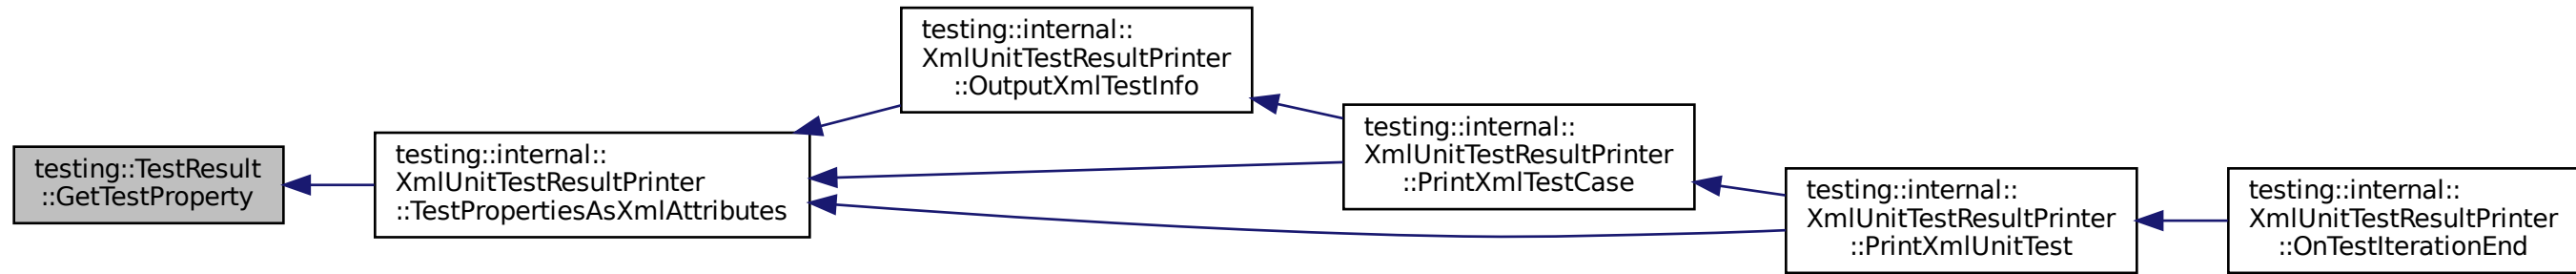 testing::TestResult
::GetTestProperty
testing::internal::
XmlUnitTestResultPrinter
::TestPropertiesAsXmlAttributes
testing::internal::
XmlUnitTestResultPrinter
::OutputXmlTestInfo
testing::internal::
XmlUnitTestResultPrinter
::PrintXmlTestCase
testing::internal::
XmlUnitTestResultPrinter
::PrintXmlUnitTest
testing::internal::
XmlUnitTestResultPrinter
::OnTestIterationEnd